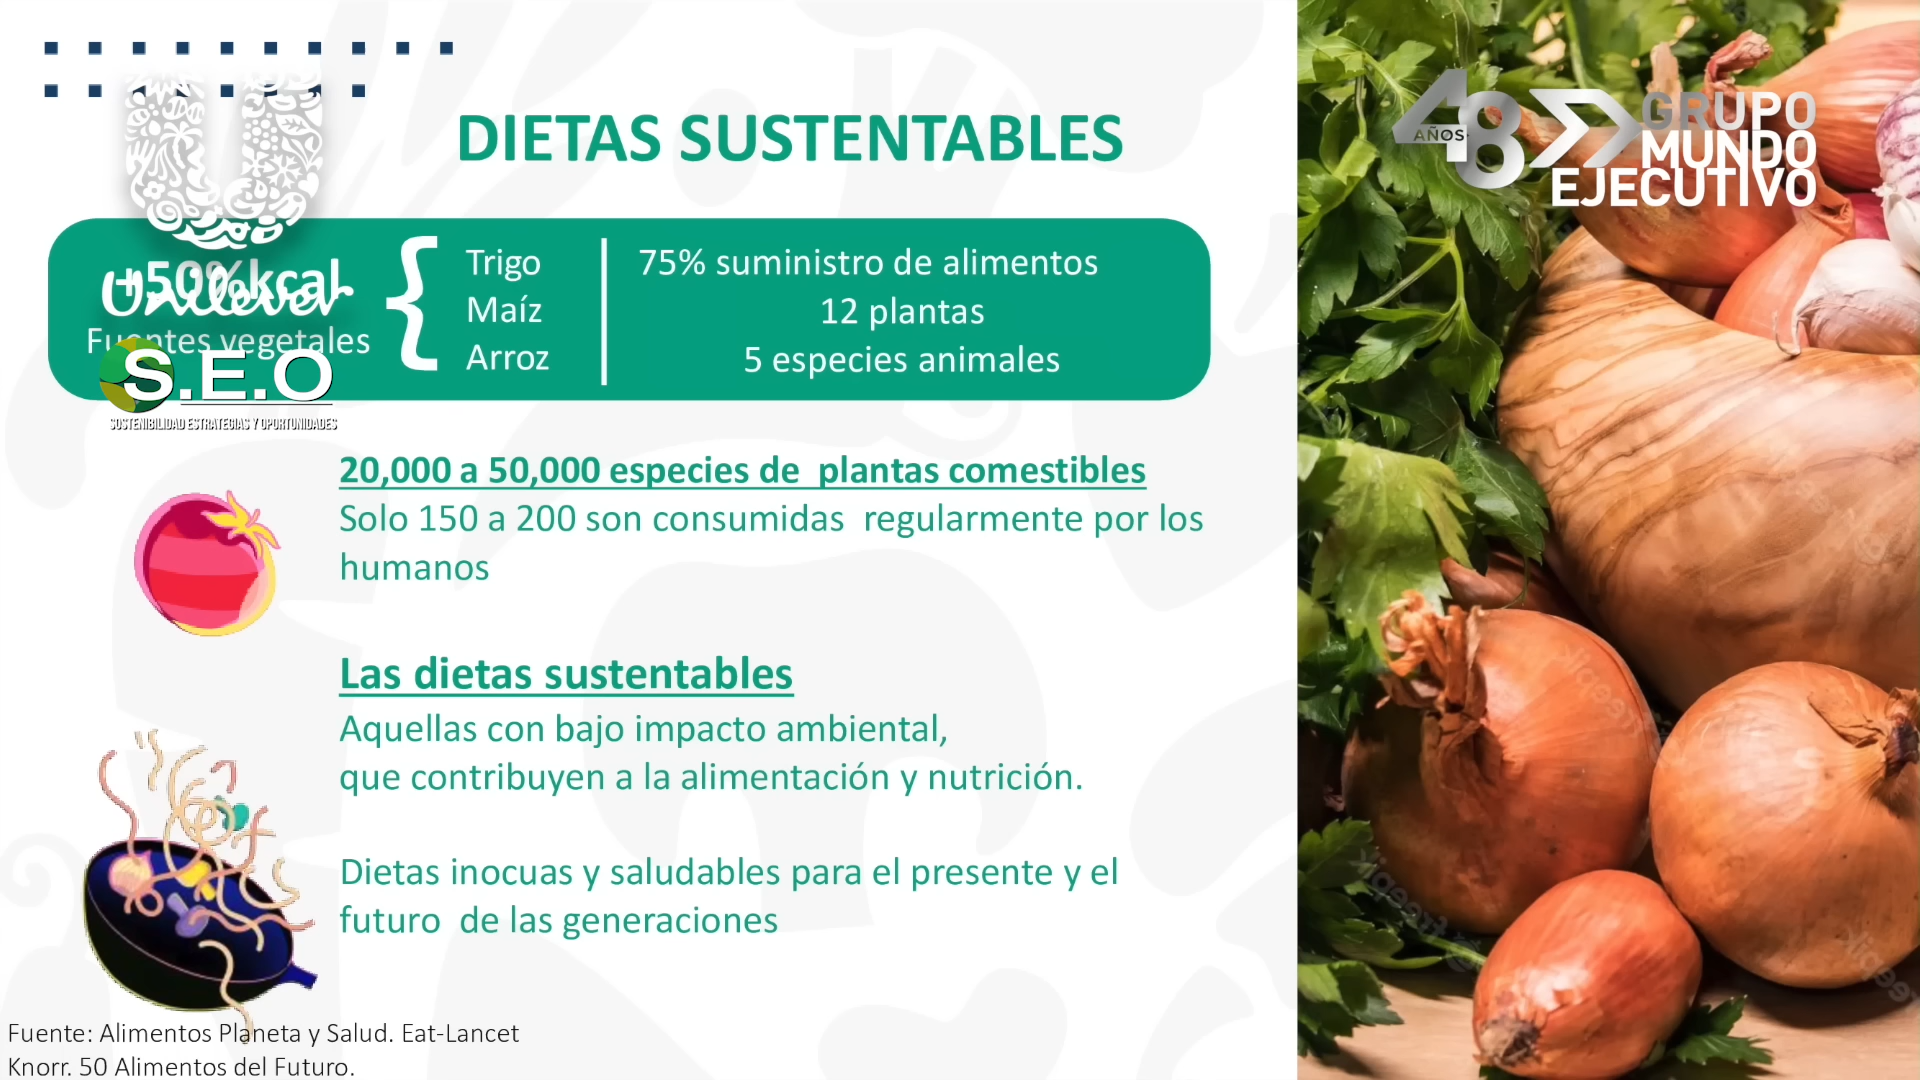 DIETAS SUSTENTABLES
48 AÑOS
GRUPO
MUNDO
EJECUTIVO
+50%kcal
Unilever
Fuentes vegetales
Trigo
Maíz
Arroz
75% suministro de alimentos
12 plantas
5 especies animales
S.E.O
SOSTENIBILIDAD ESTRATEGIAS Y OPORTUNIDADES
20,000 a 50,000 especies de plantas comestibles
Solo 150 a 200 son consumidas regularmente por los
humanos
Las dietas sustentables
Aquellas con bajo impacto ambiental,
que contribuyen a la alimentación y nutrición.
Dietas inocuas y saludables para el presente y el
futuro de las generaciones
Fuente: Alimentos Planeta y Salud. Eat-Lancet
Knorr. 50 Alimentos del Futuro.